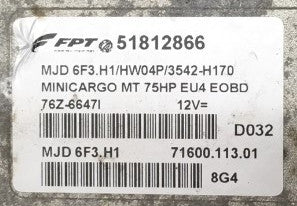 FPT 51812866
MJD 6F3.H1/HW04P/3542-H170
MINICARGO MT 75HP EU4 EOBD
76Z-6647I 12V=
D032
MJD 6F3.H1 71600.113.01
8G4